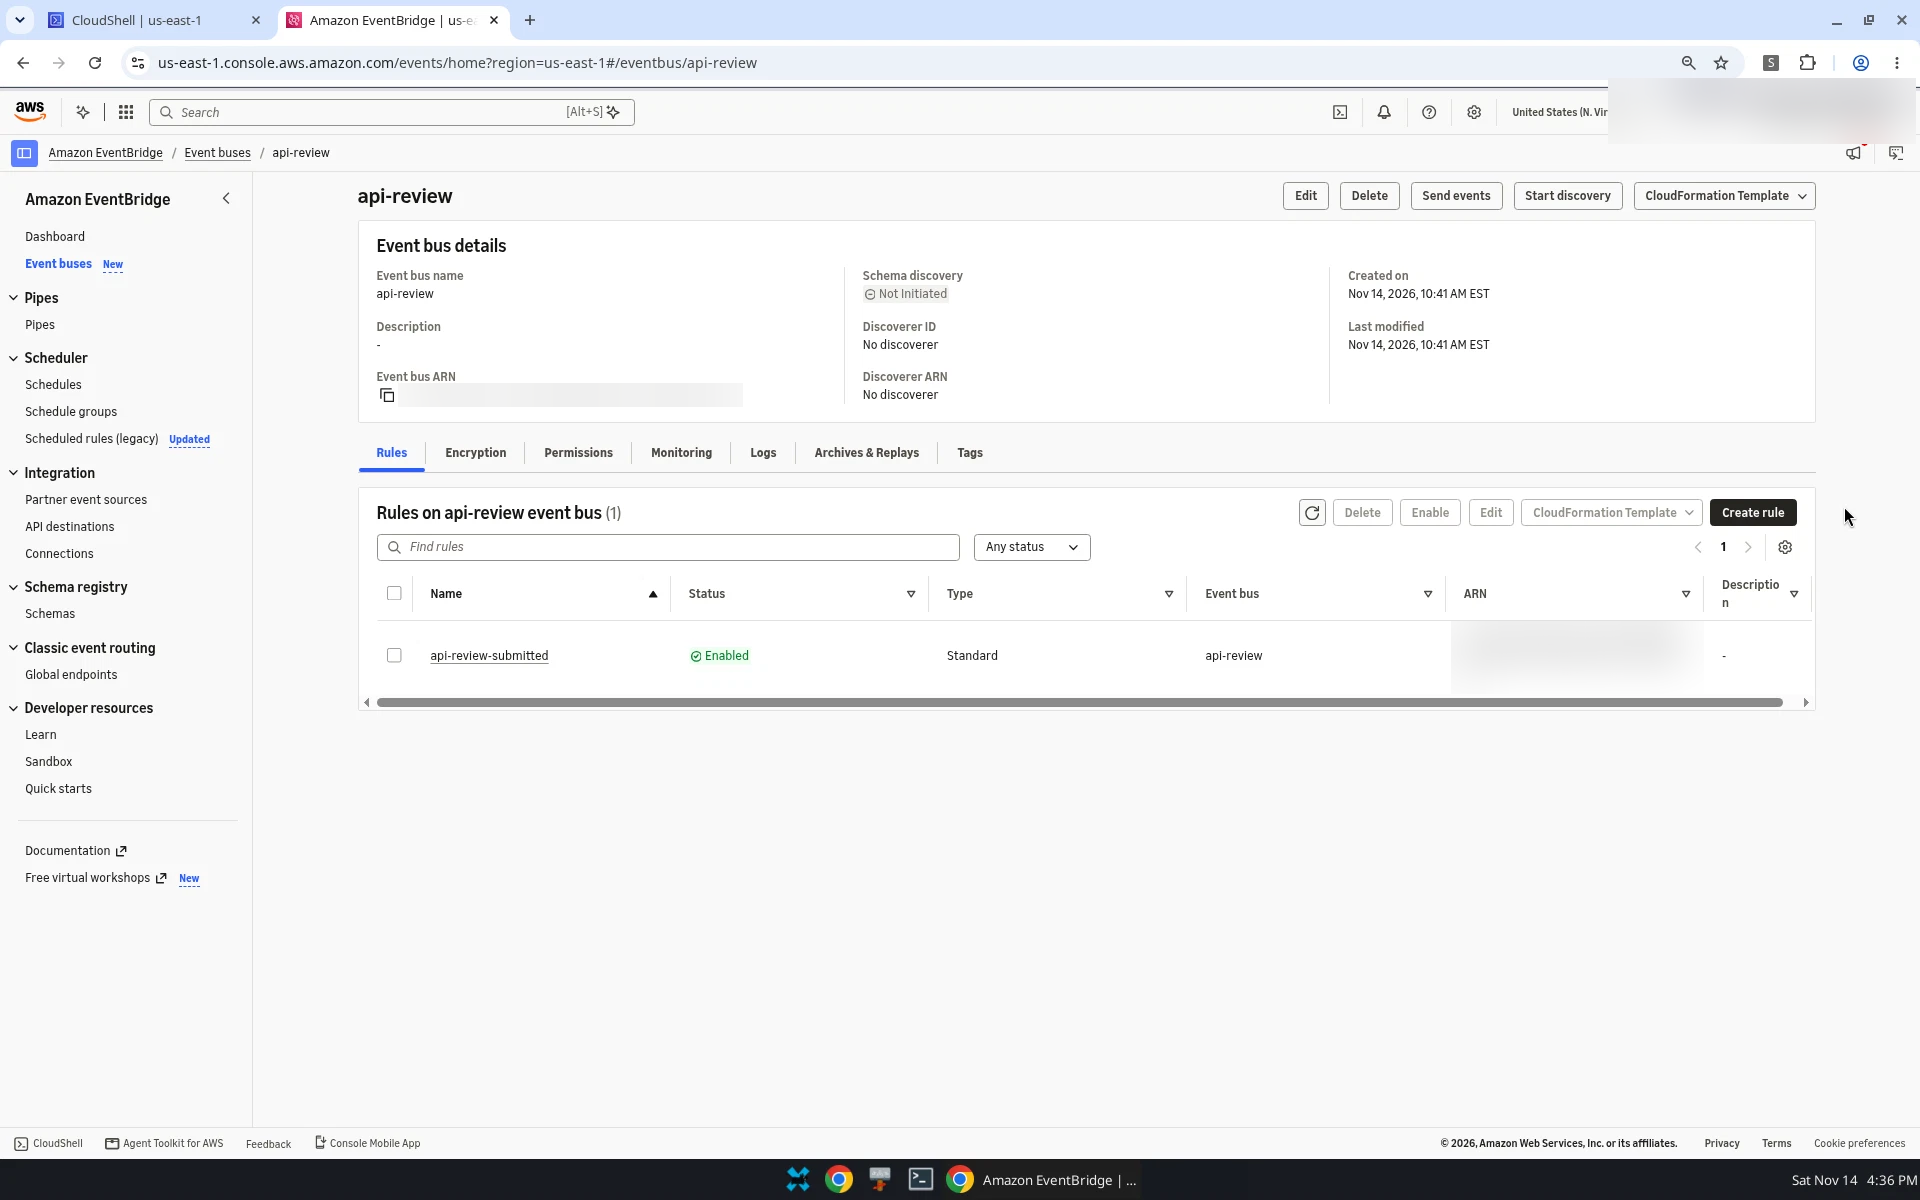 CloudShell | us-east-1
Amazon EventBridge | us-ea
us-east-1.console.aws.amazon.com/events/home?region=us-east-1#/eventbus/api-review
S
aws
Search
[Alt+S]
United States (N. Vir
Amazon EventBridge / Event buses / api-review
Amazon EventBridge
Dashboard
Event buses New
Pipes
Pipes
Scheduler
Schedules
Schedule groups
Scheduled rules (legacy) Updated
Integration
Partner event sources
API destinations
Connections
Schema registry
Schemas
Classic event routing
Global endpoints
Developer resources
Learn
Sandbox
Quick starts
Documentation
Free virtual workshops New
api-review
Edit
Delete
Send events
Start discovery
CloudFormation Template
Event bus details
Event bus name
api-review
Description
-
Event bus ARN
Schema discovery
Not Initiated
Discoverer ID
No discoverer
Discoverer ARN
No discoverer
Created on
Nov 14, 2026, 10:41 AM EST
Last modified
Nov 14, 2026, 10:41 AM EST
Rules
Encryption
Permissions
Monitoring
Logs
Archives & Replays
Tags
Rules on api-review event bus (1)
Delete
Enable
Edit
CloudFormation Template
Create rule
Find rules
Any status
1
Name
Status
Type
Event bus
ARN
Descriptio
n
api-review-submitted
Enabled
Standard
api-review
-
CloudShell
Agent Toolkit for AWS
Feedback
Console Mobile App
© 2026, Amazon Web Services, Inc. or its affiliates.
Privacy
Terms
Cookie preferences
Amazon EventBridge | ...
Sat Nov 14 4:36 PM